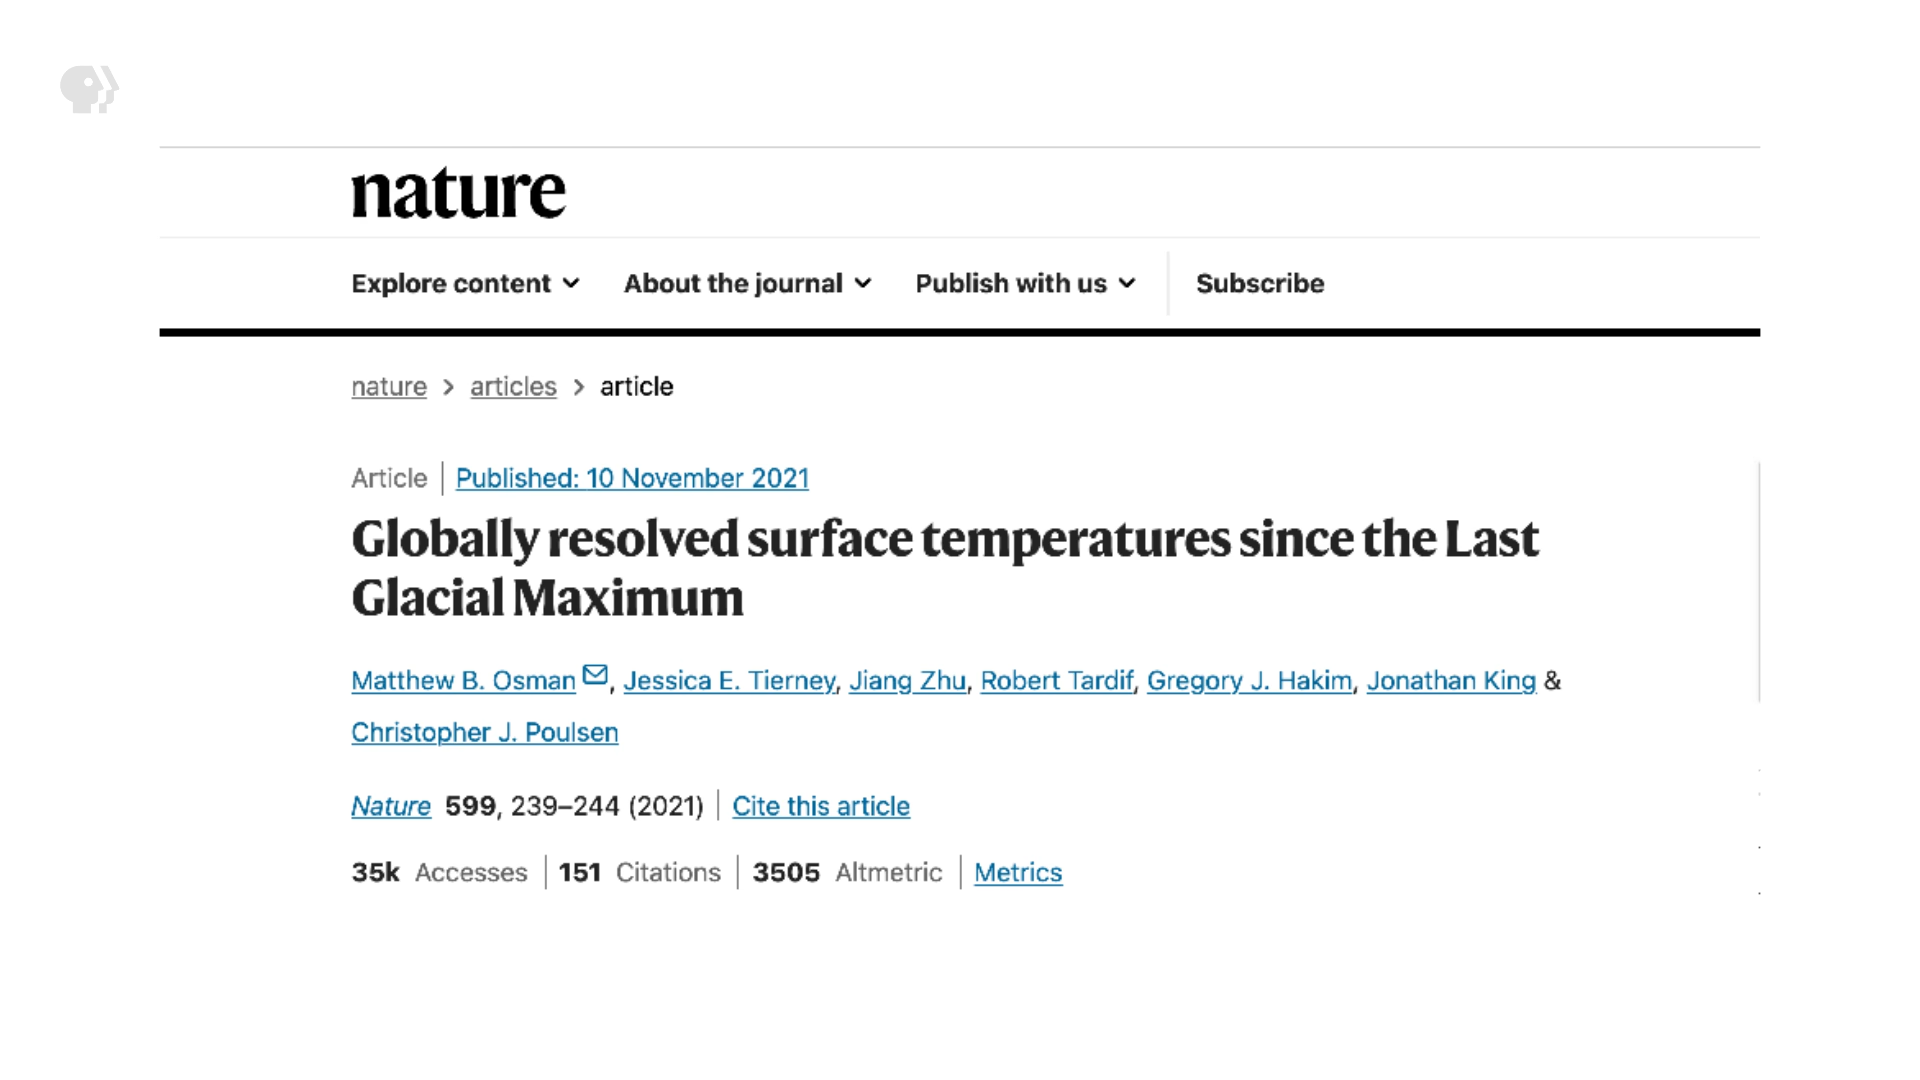 nature
Explore content About the journal Publish with us Subscribe
nature > articles > article
Article | Published: 10 November 2021
Globally resolved surface temperatures since the Last
Glacial Maximum
Matthew B. Osman, Jessica E. Tierney, Jiang Zhu, Robert Tardif, Gregory J. Hakim, Jonathan King &
Christopher J. Poulsen
Nature 599, 239–244 (2021) | Cite this article
35k Accesses | 151 Citations | 3505 Altmetric | Metrics